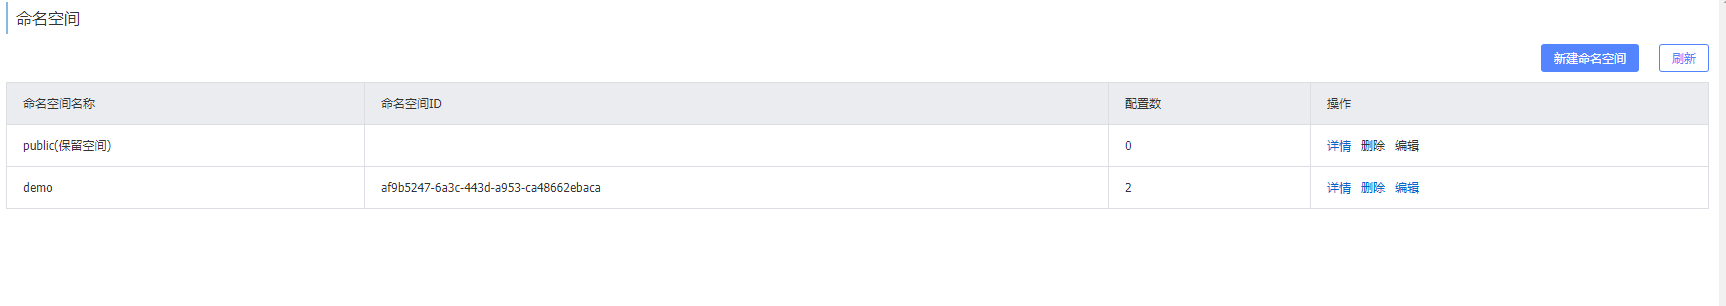 命名空间
新建命名空间 刷新
命名空间名称 命名空间ID 配置数 操作
public(保留空间) 0 详情 删除 编辑
demo af9b5247-6a3c-443d-a953-ca48662ebaca 2 详情 删除 编辑